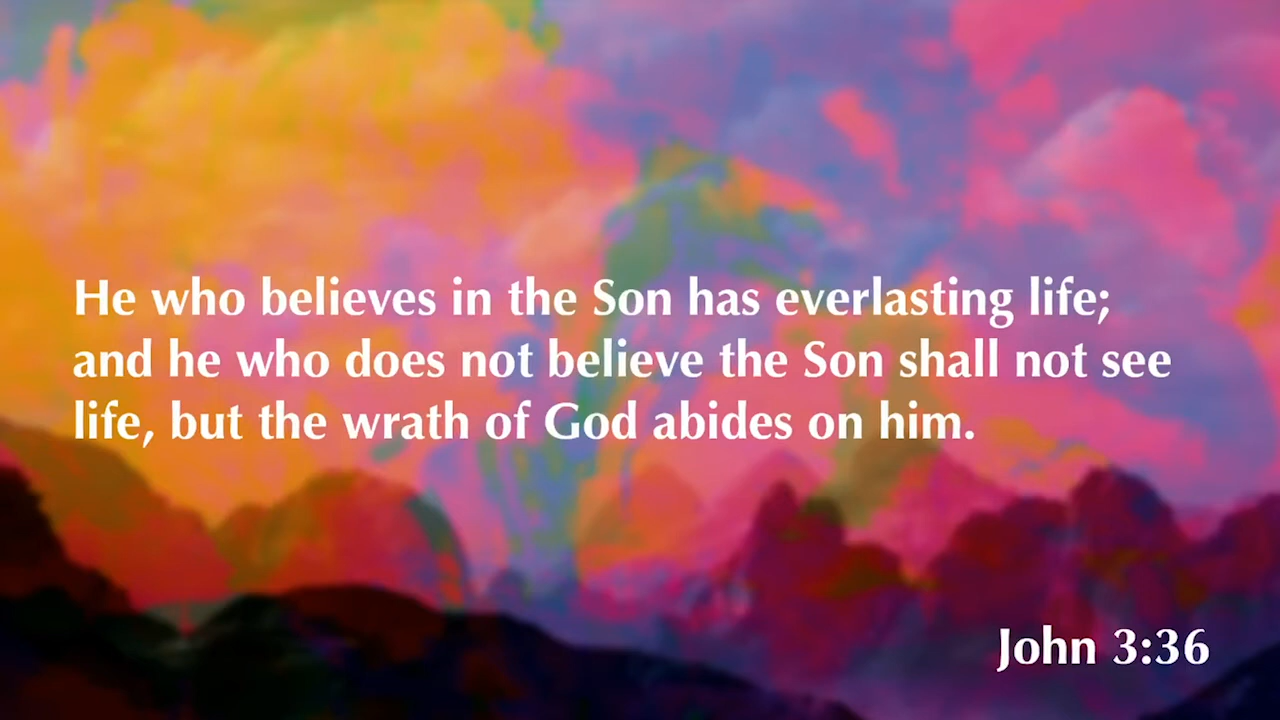 He who believes in the Son has everlasting life;
and he who does not believe the Son shall not see
life, but the wrath of God abides on him.
John 3:36